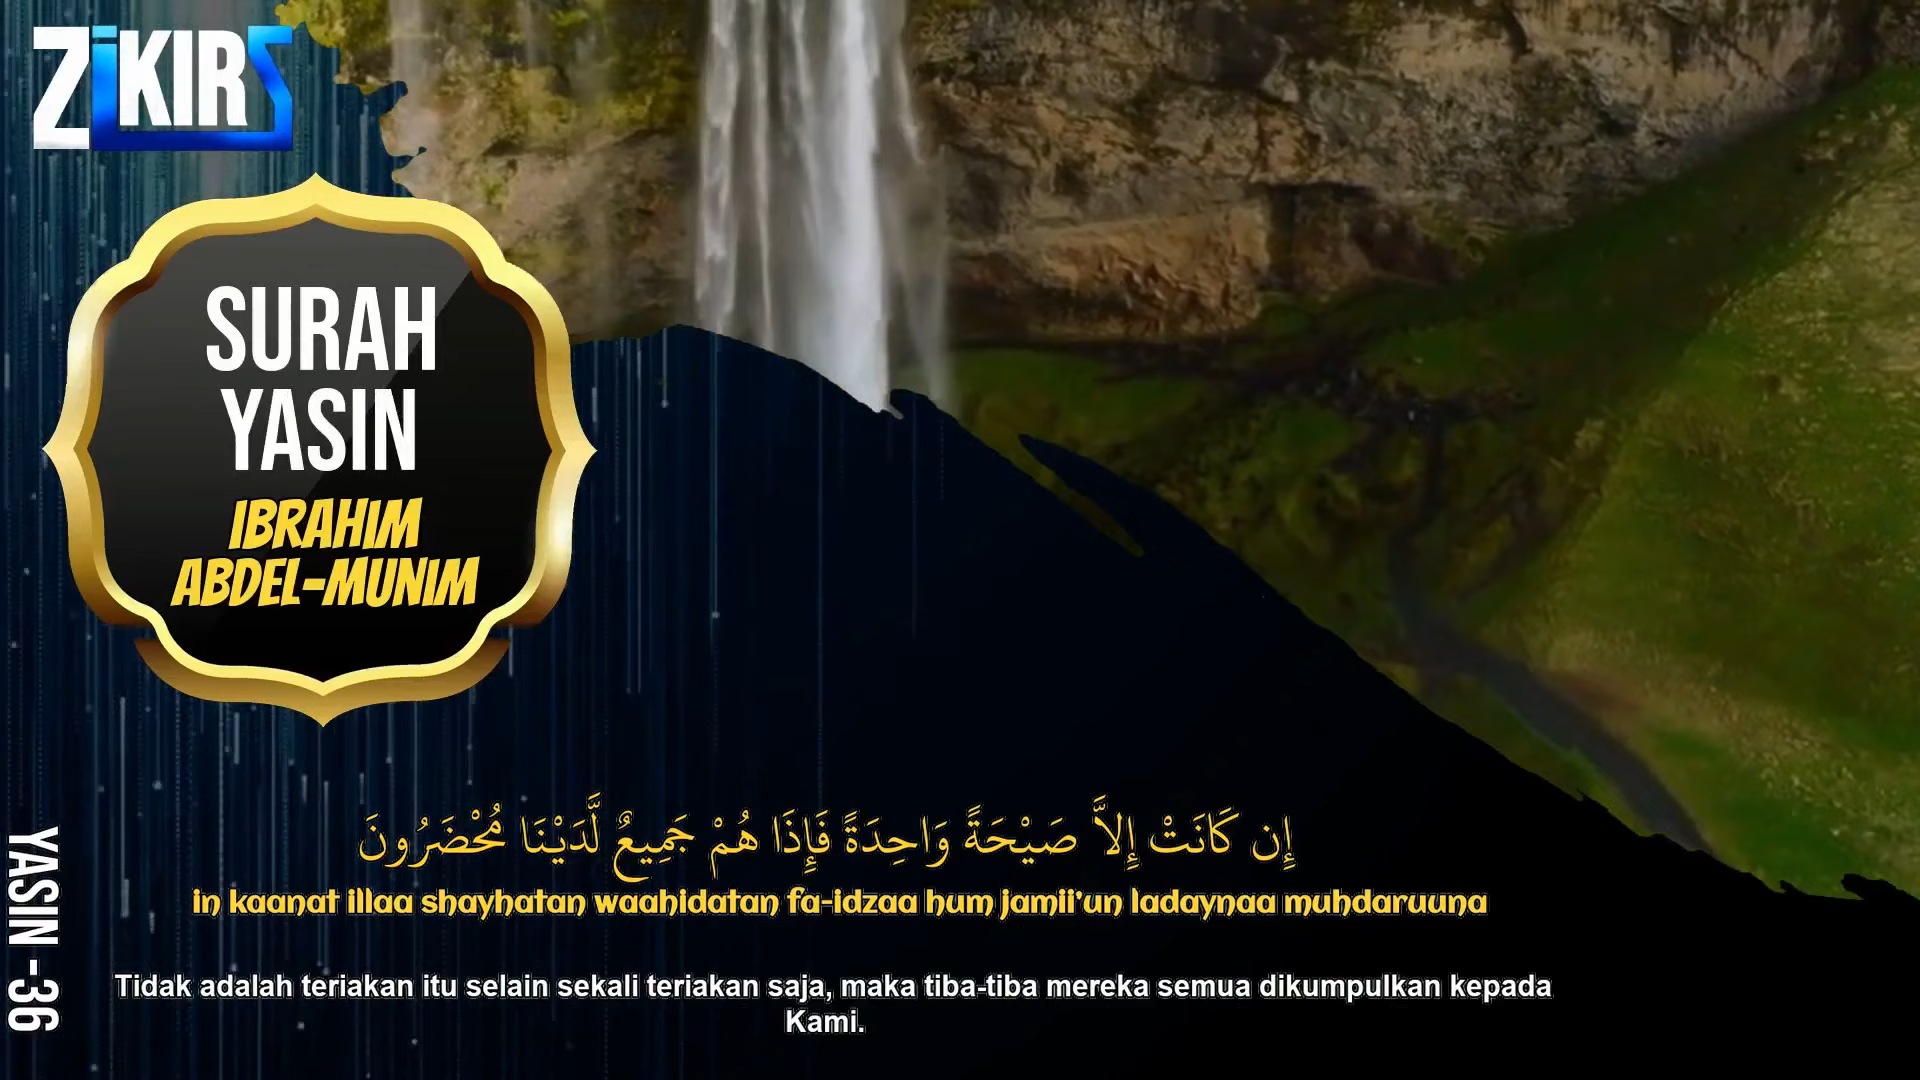 ZiKIRS
SURAH
YASIN
IBRAHIM
ABDEL-MUNIM
إِن كَانَتْ إِلاَّ صَيْحَةً وَاحِدَةً فَإِذَا هُمْ جَمِيعٌ لَّدَيْنَا مُحْضَرُونَ
in kaanat illaa shayhatan waahidatan fa-idzaa hum jamii'un ladaynaa muhdaruuna
Tidak adalah teriakan itu selain sekali teriakan saja, maka tiba-tiba mereka semua dikumpulkan kepada
Kami.
YASIN -36